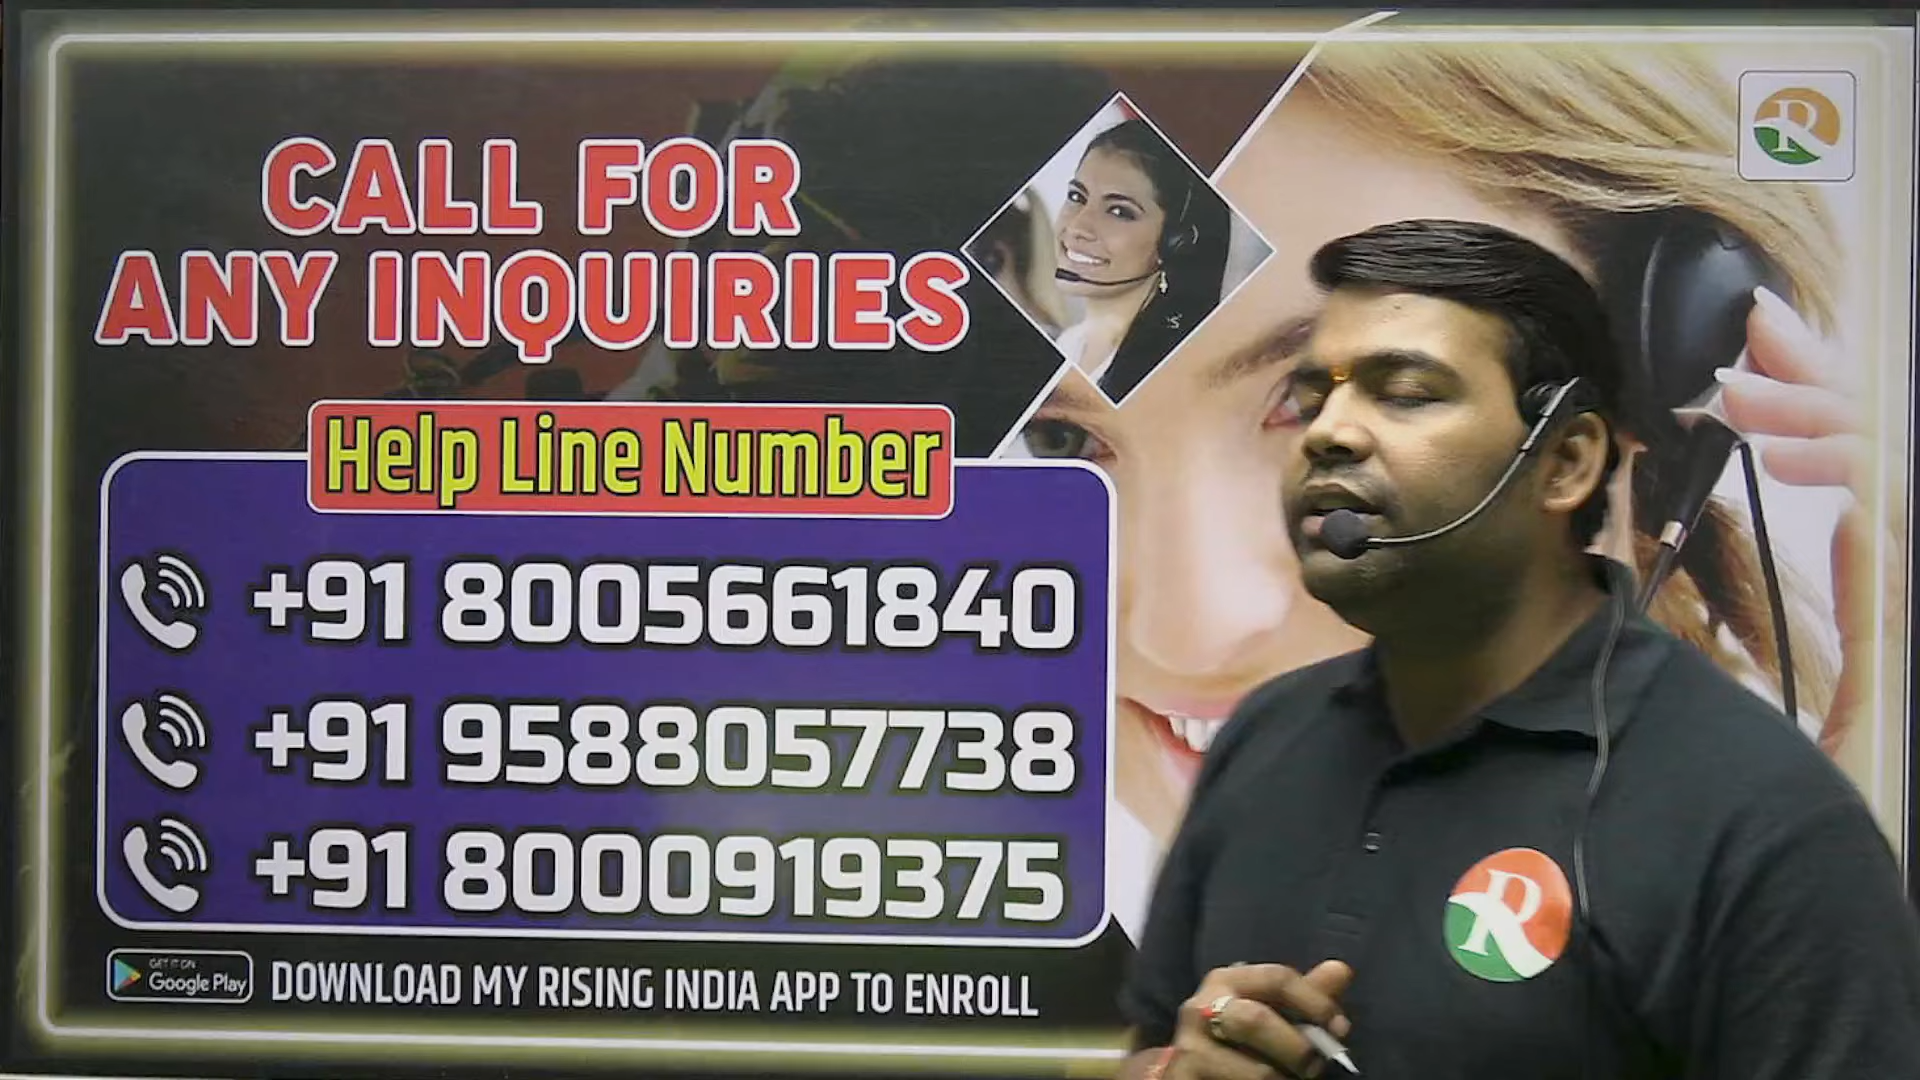 CALL FOR
ANY INQUIRIES
Help Line Number
+91 8005661840
+91 9588057738
+91 8000919375
GET IT ON
Google Play
DOWNLOAD MY RISING INDIA APP TO ENROLL
R
R